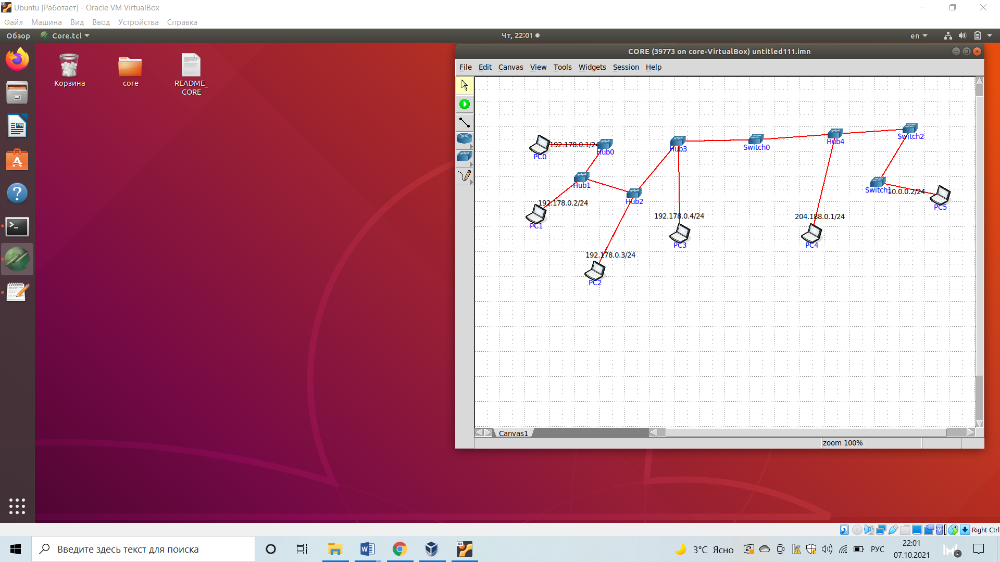 Ubuntu [Работает] - Oracle VM VirtualBox
Файл Машина Вид Ввод Устройства Справка
Обзор Core.tcl Чт, 22:01 en
Корзина core README_
CORE
CORE (39773 on core-VirtualBox) untitled111.imn
File Edit Canvas View Tools Widgets Session Help
192.178.0.1/24
PC0
Hub0
Hub1
192.178.0.2/24
PC1
Hub2
192.178.0.3/24
PC2
Hub3
192.178.0.4/24
PC3
Switch0
Hub4
204.188.0.1/24
PC4
Switch2
Switch1
10.0.0.2/24
PC5
Canvas1
zoom 100%
Right Ctrl
Введите здесь текст для поиска
3°C Ясно
РУС
22:01
07.10.2021
3